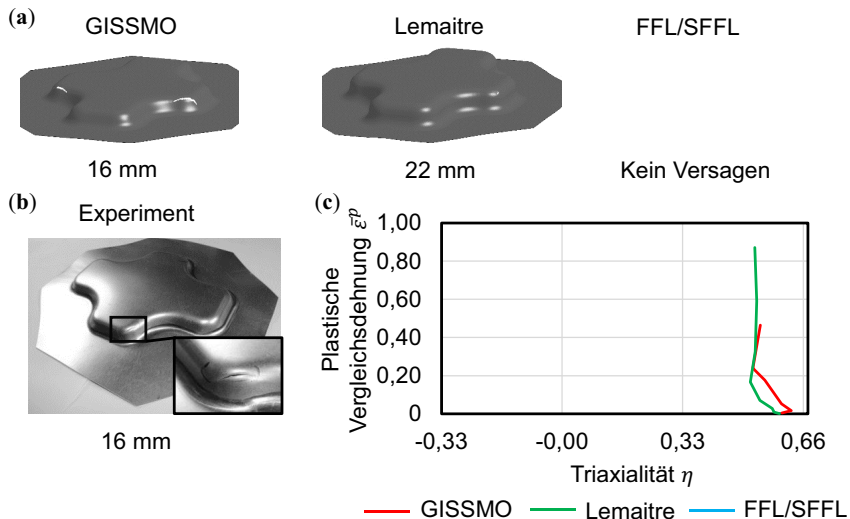 (a)
GISSMO
Lemaitre
FFL/SFFL
16 mm
22 mm
Kein Versagen
(b)
Experiment
16 mm
(c)
Plastische
Vergleichsdehnung ε̄ᵖ
1,00
0,80
0,60
0,40
0,20
0
-0,33
-0,00
0,33
0,66
Triaxialität η
GISSMO
Lemaitre
FFL/SFFL